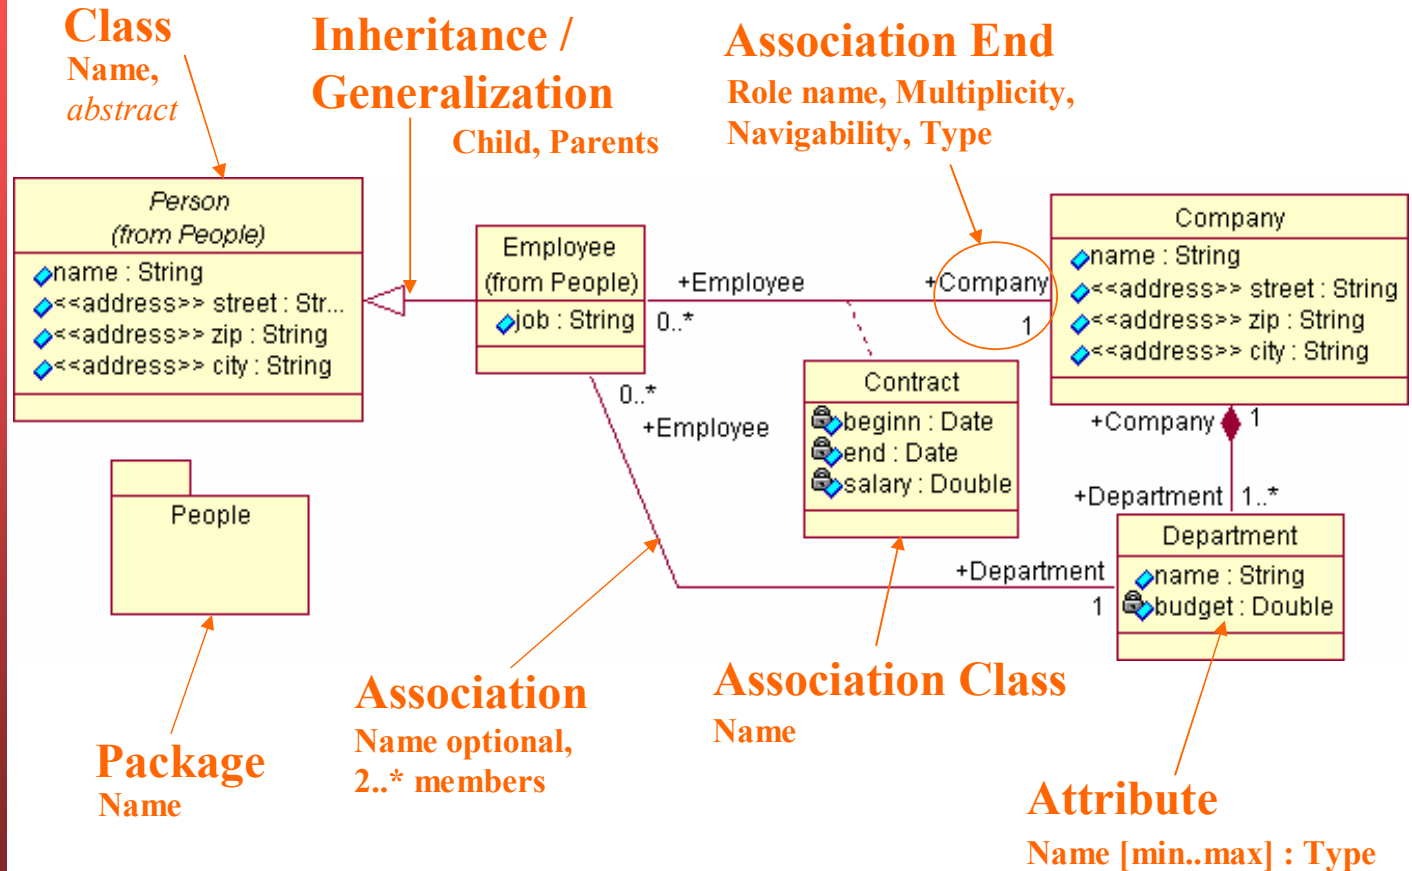 Class
Name,
abstract
Inheritance /
Generalization
Child, Parents
Association End
Role name, Multiplicity,
Navigability, Type
Person
(from People)
name : String
<<address>> street : Str...
<<address>> zip : String
<<address>> city : String
Employee
(from People)
job : String
+Employee
0..*
+Company
1
Company
name : String
<<address>> street : String
<<address>> zip : String
<<address>> city : String
0..*
+Employee
Contract
beginn : Date
end : Date
salary : Double
+Company
1
+Department
1..*
People
Department
name : String
budget : Double
+Department
1
Association
Name optional,
2..* members
Association Class
Name
Package
Name
Attribute
Name [min..max] : Type